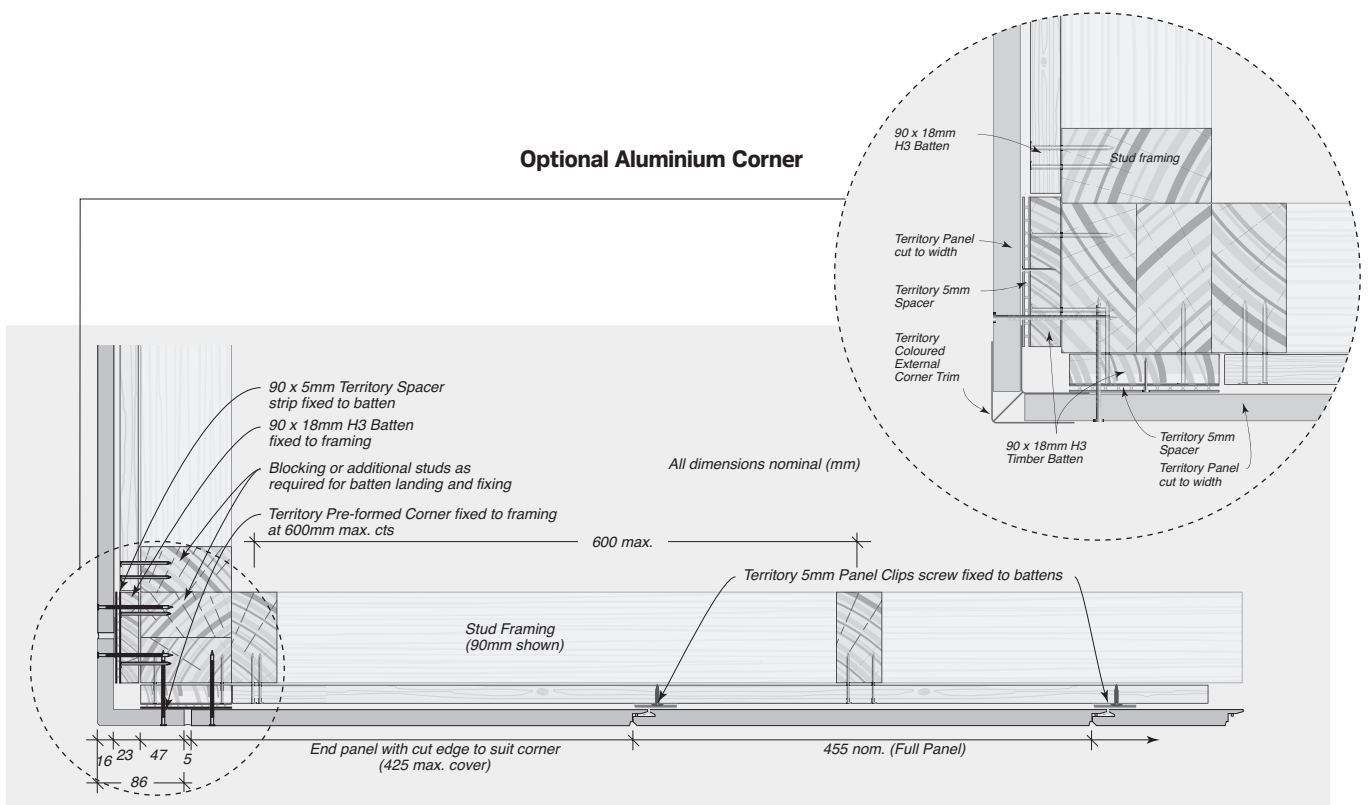 Optional Aluminium Corner
90 x 18mm
H3 Batten
Stud framing
Territory Panel
cut to width
Territory 5mm
Spacer
Territory
Coloured
External
Corner Trim
90 x 18mm H3
Timber Batten
Territory 5mm
Spacer
Territory Panel
cut to width
90 x 5mm Territory Spacer
strip fixed to batten
90 x 18mm H3 Batten
fixed to framing
Blocking or additional studs as
required for batten landing and fixing
Territory Pre-formed Corner fixed to framing
at 600mm max. cts
All dimensions nominal (mm)
600 max.
Territory 5mm Panel Clips screw fixed to battens
Stud Framing
(90mm shown)
16 23 47 5
86
End panel with cut edge to suit corner
(425 max. cover)
455 nom. (Full Panel)